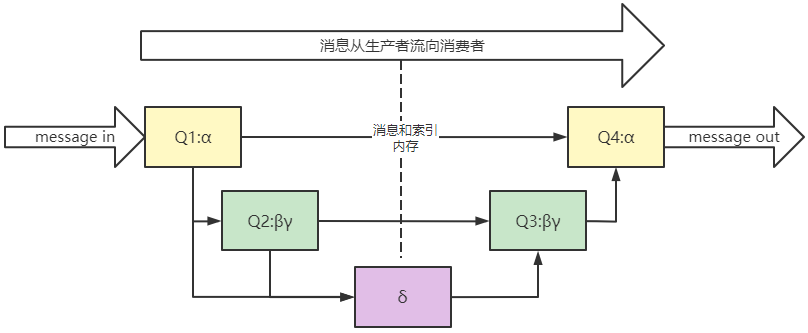 消息从生产者流向消费者
message in
Q1:α
消息和索引
内存
Q4:α
message out
Q2:βγ
Q3:βγ
δ